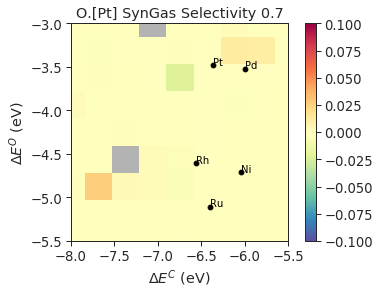 O.[Pt] SynGas Selectivity 0.7
−3.0
−3.5
−4.0
−4.5
−5.0
−5.5
ΔE^O (eV)
Pt
Pd
Rh
Ni
Ru
−8.0 −7.5 −7.0 −6.5 −6.0 −5.5
ΔE^C (eV)
0.100
0.075
0.050
0.025
0.000
−0.025
−0.050
−0.075
−0.100